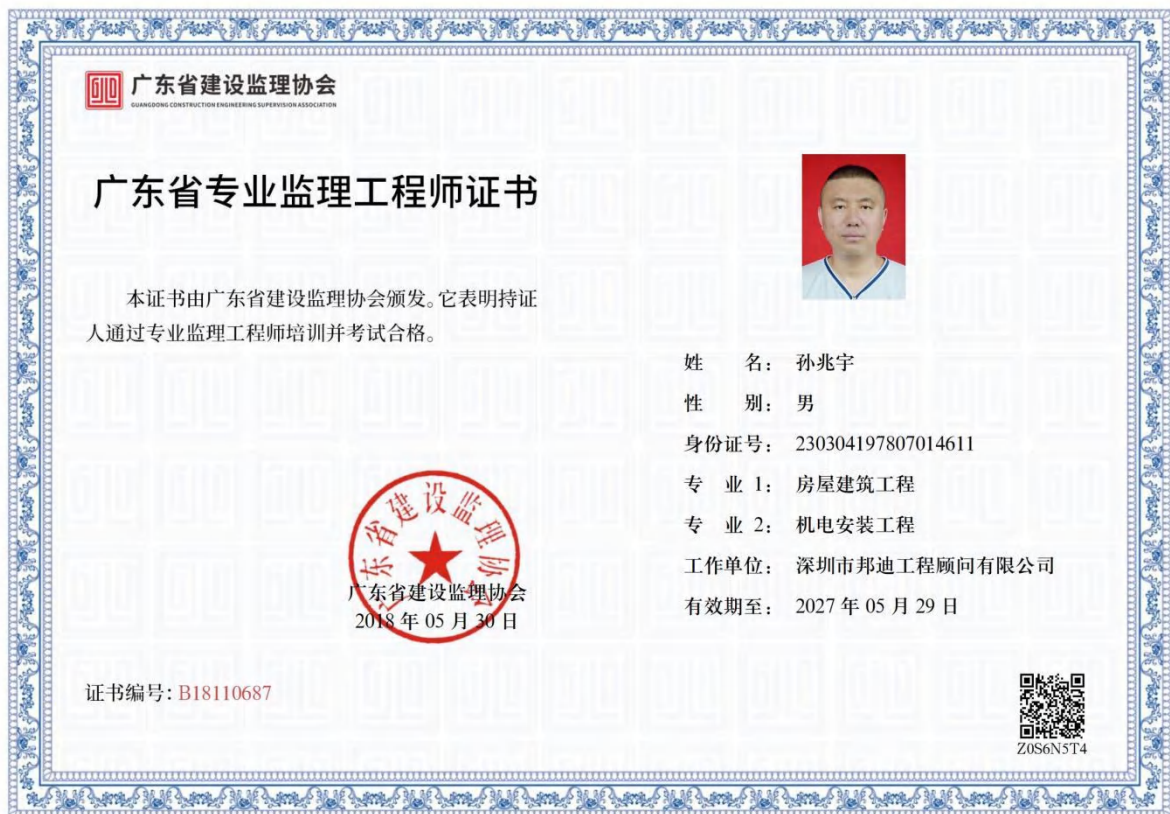 广东省建设监理协会
GUANGDONG CONSTRUCTION ENGINEERING SUPERVISION ASSOCIATION
广东省专业监理工程师证书
本证书由广东省建设监理协会颁发。它表明持证
人通过专业监理工程师培训并考试合格。
姓 名： 孙兆宇
性 别： 男
身份证号： 230304197807014611
专 业 1： 房屋建筑工程
专 业 2： 机电安装工程
工作单位： 深圳市邦迪工程顾问有限公司
有效期至： 2027 年 05 月 29 日
广东省建设监理协会
广东省建设监理协会
2018 年 05 月 30 日
证书编号：B18110687
Z0S6N5T4